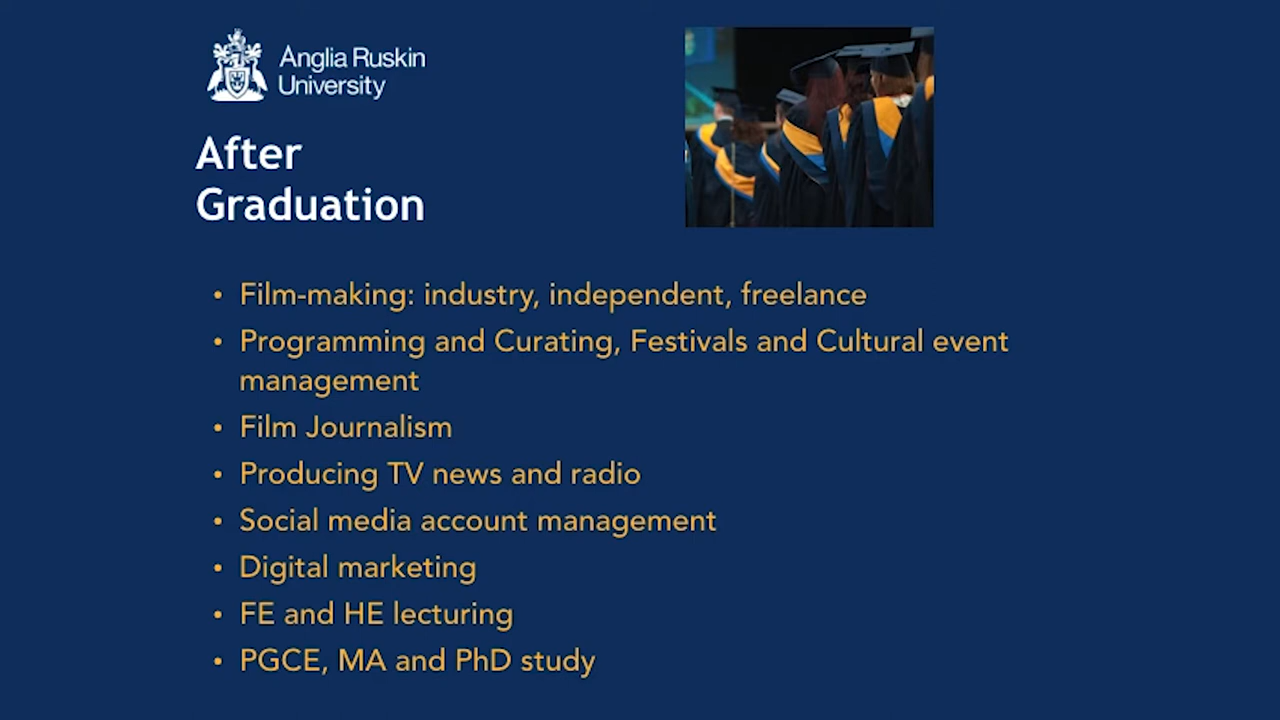 Anglia Ruskin
University
After
Graduation
• Film-making: industry, independent, freelance
• Programming and Curating, Festivals and Cultural event
management
• Film Journalism
• Producing TV news and radio
• Social media account management
• Digital marketing
• FE and HE lecturing
• PGCE, MA and PhD study